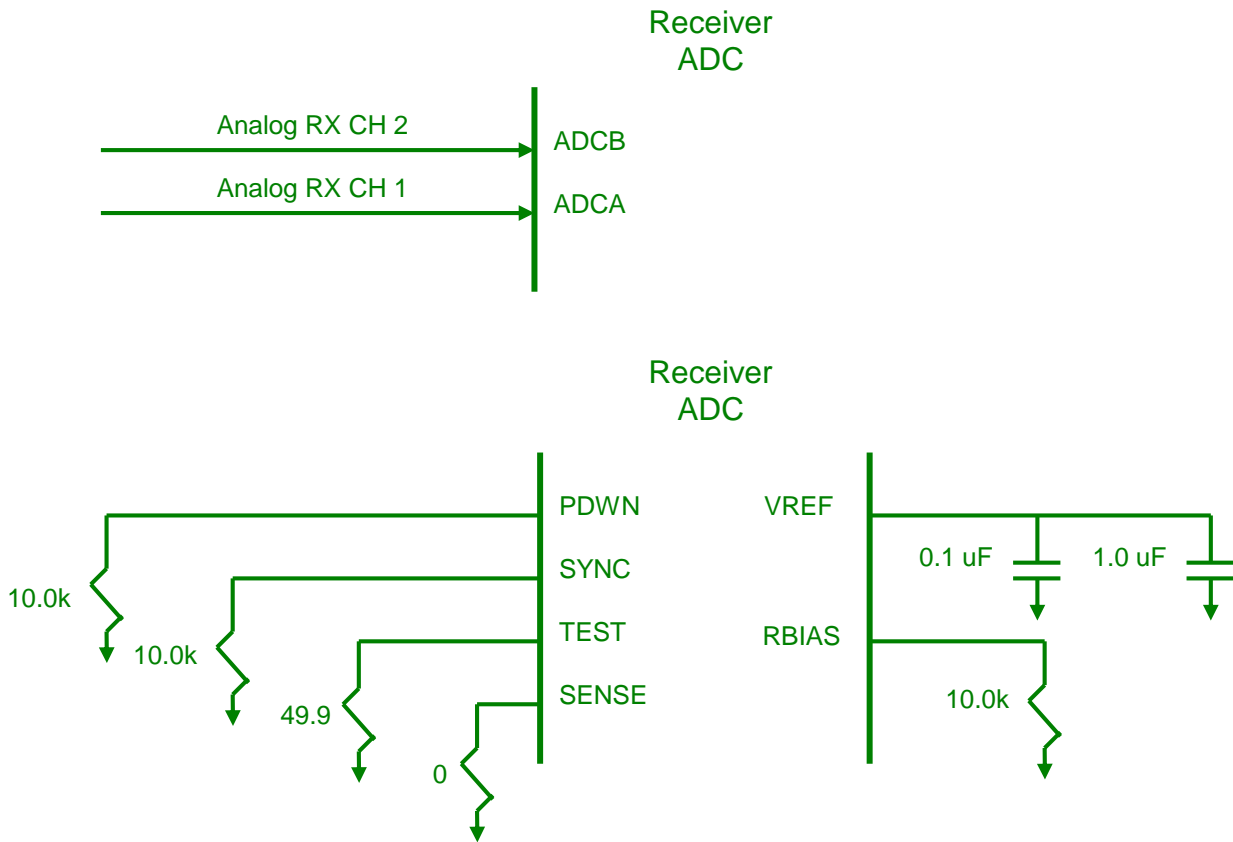 Receiver
ADC
Analog RX CH 2
ADCB
Analog RX CH 1
ADCA
Receiver
ADC
PDWN
VREF
0.1 uF
1.0 uF
SYNC
10.0k
TEST
RBIAS
10.0k
SENSE
10.0k
49.9
0